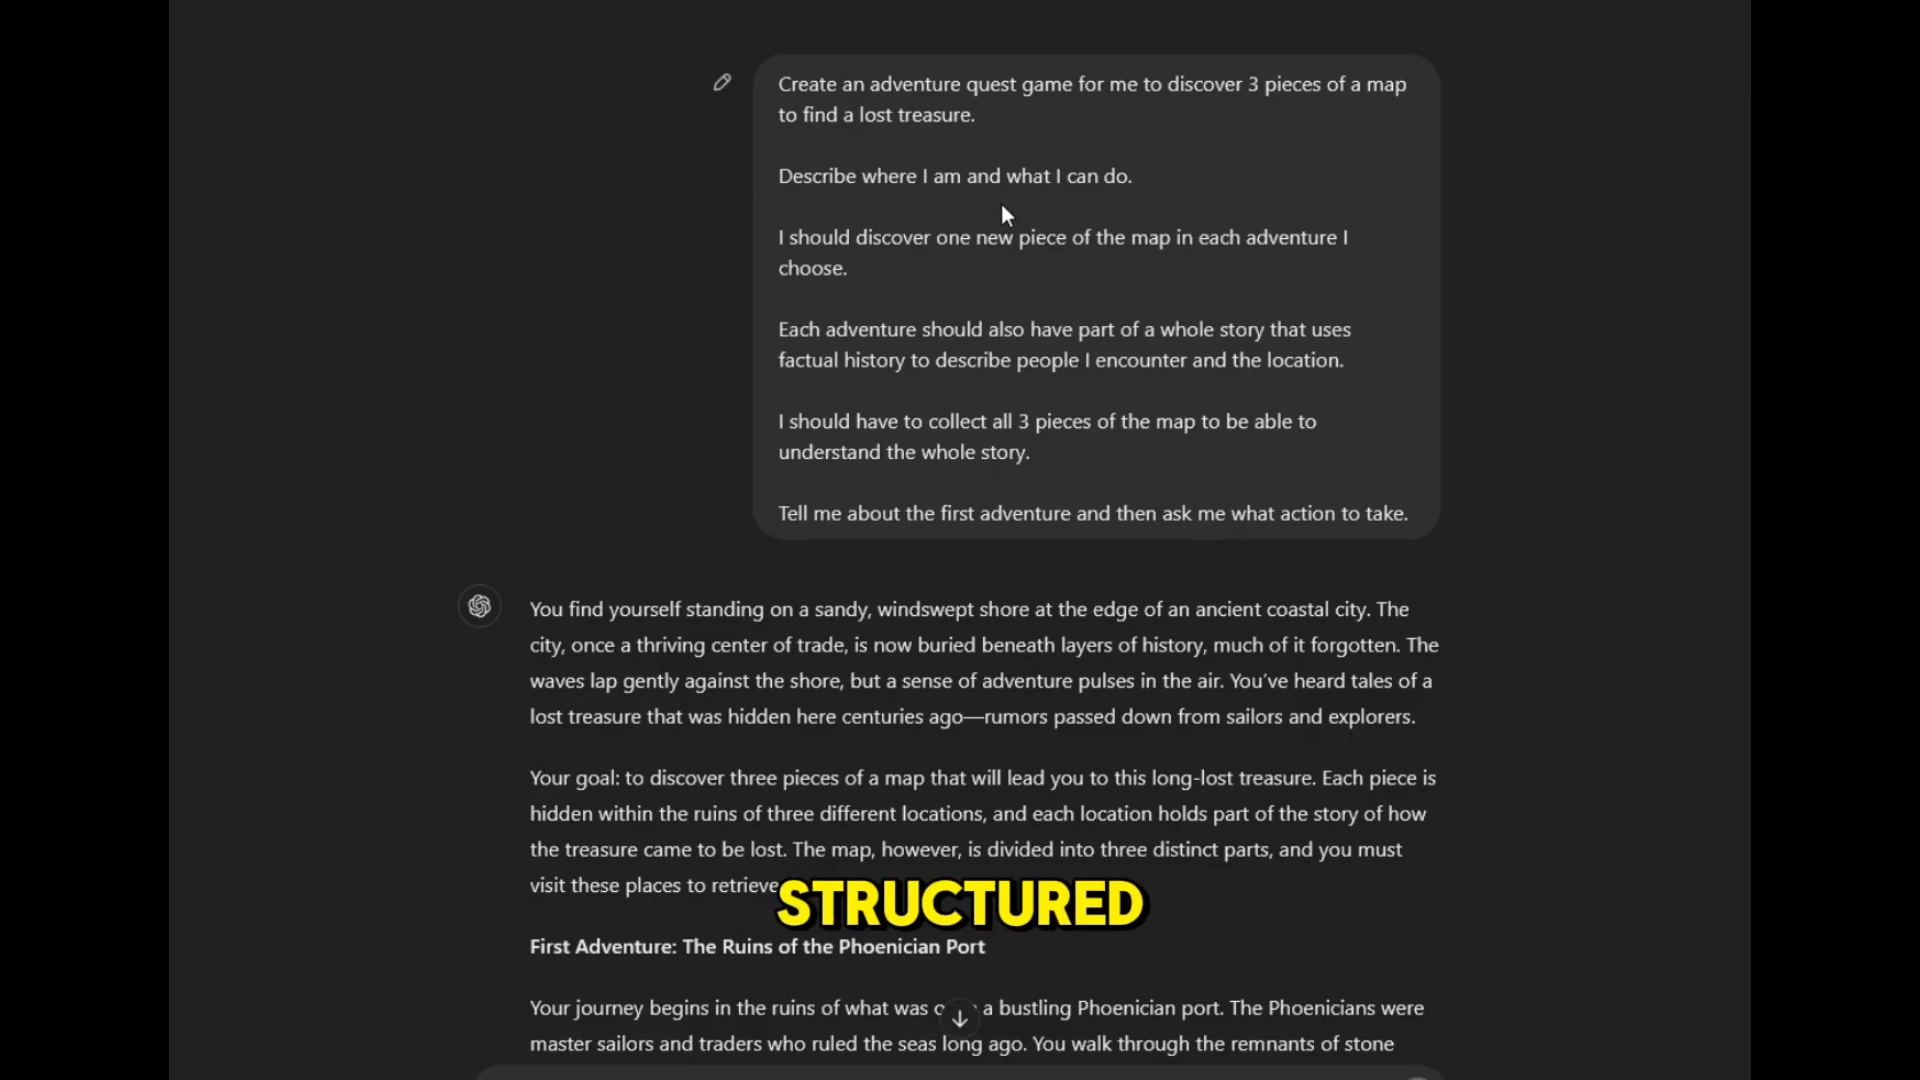 Create an adventure quest game for me to discover 3 pieces of a map
to find a lost treasure.
Describe where I am and what I can do.
I should discover one new piece of the map in each adventure I
choose.
Each adventure should also have part of a whole story that uses
factual history to describe people I encounter and the location.
I should have to collect all 3 pieces of the map to be able to
understand the whole story.
Tell me about the first adventure and then ask me what action to take.
You find yourself standing on a sandy, windswept shore at the edge of an ancient coastal city. The
city, once a thriving center of trade, is now buried beneath layers of history, much of it forgotten. The
waves lap gently against the shore, but a sense of adventure pulses in the air. You've heard tales of a
lost treasure that was hidden here centuries ago—rumors passed down from sailors and explorers.
Your goal: to discover three pieces of a map that will lead you to this long-lost treasure. Each piece is
hidden within the ruins of three different locations, and each location holds part of the story of how
the treasure came to be lost. The map, however, is divided into three distinct parts, and you must
visit these places to retrieve
STRUCTURED
First Adventure: The Ruins of the Phoenician Port
Your journey begins in the ruins of what was a bustling Phoenician port. The Phoenicians were
master sailors and traders who ruled the seas long ago. You walk through the remnants of stone